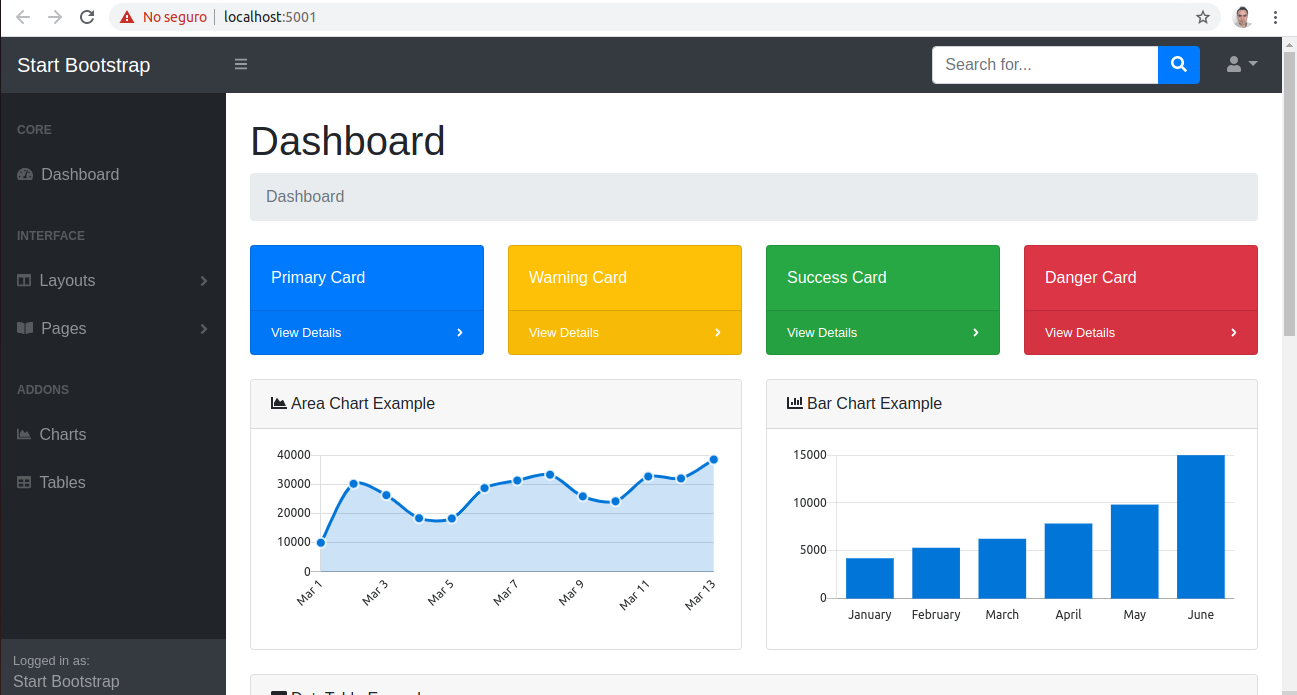 No seguro localhost:5001
Start Bootstrap
Search for...
CORE
Dashboard
INTERFACE
Layouts
Pages
ADDONS
Charts
Tables
Logged in as:
Start Bootstrap
Dashboard
Dashboard
Primary Card
View Details
Warning Card
View Details
Success Card
View Details
Danger Card
View Details
Area Chart Example
40000
30000
20000
10000
0
Mar 1 Mar 3 Mar 5 Mar 7 Mar 9 Mar 11 Mar 13
Bar Chart Example
15000
10000
5000
0
January February March April May June